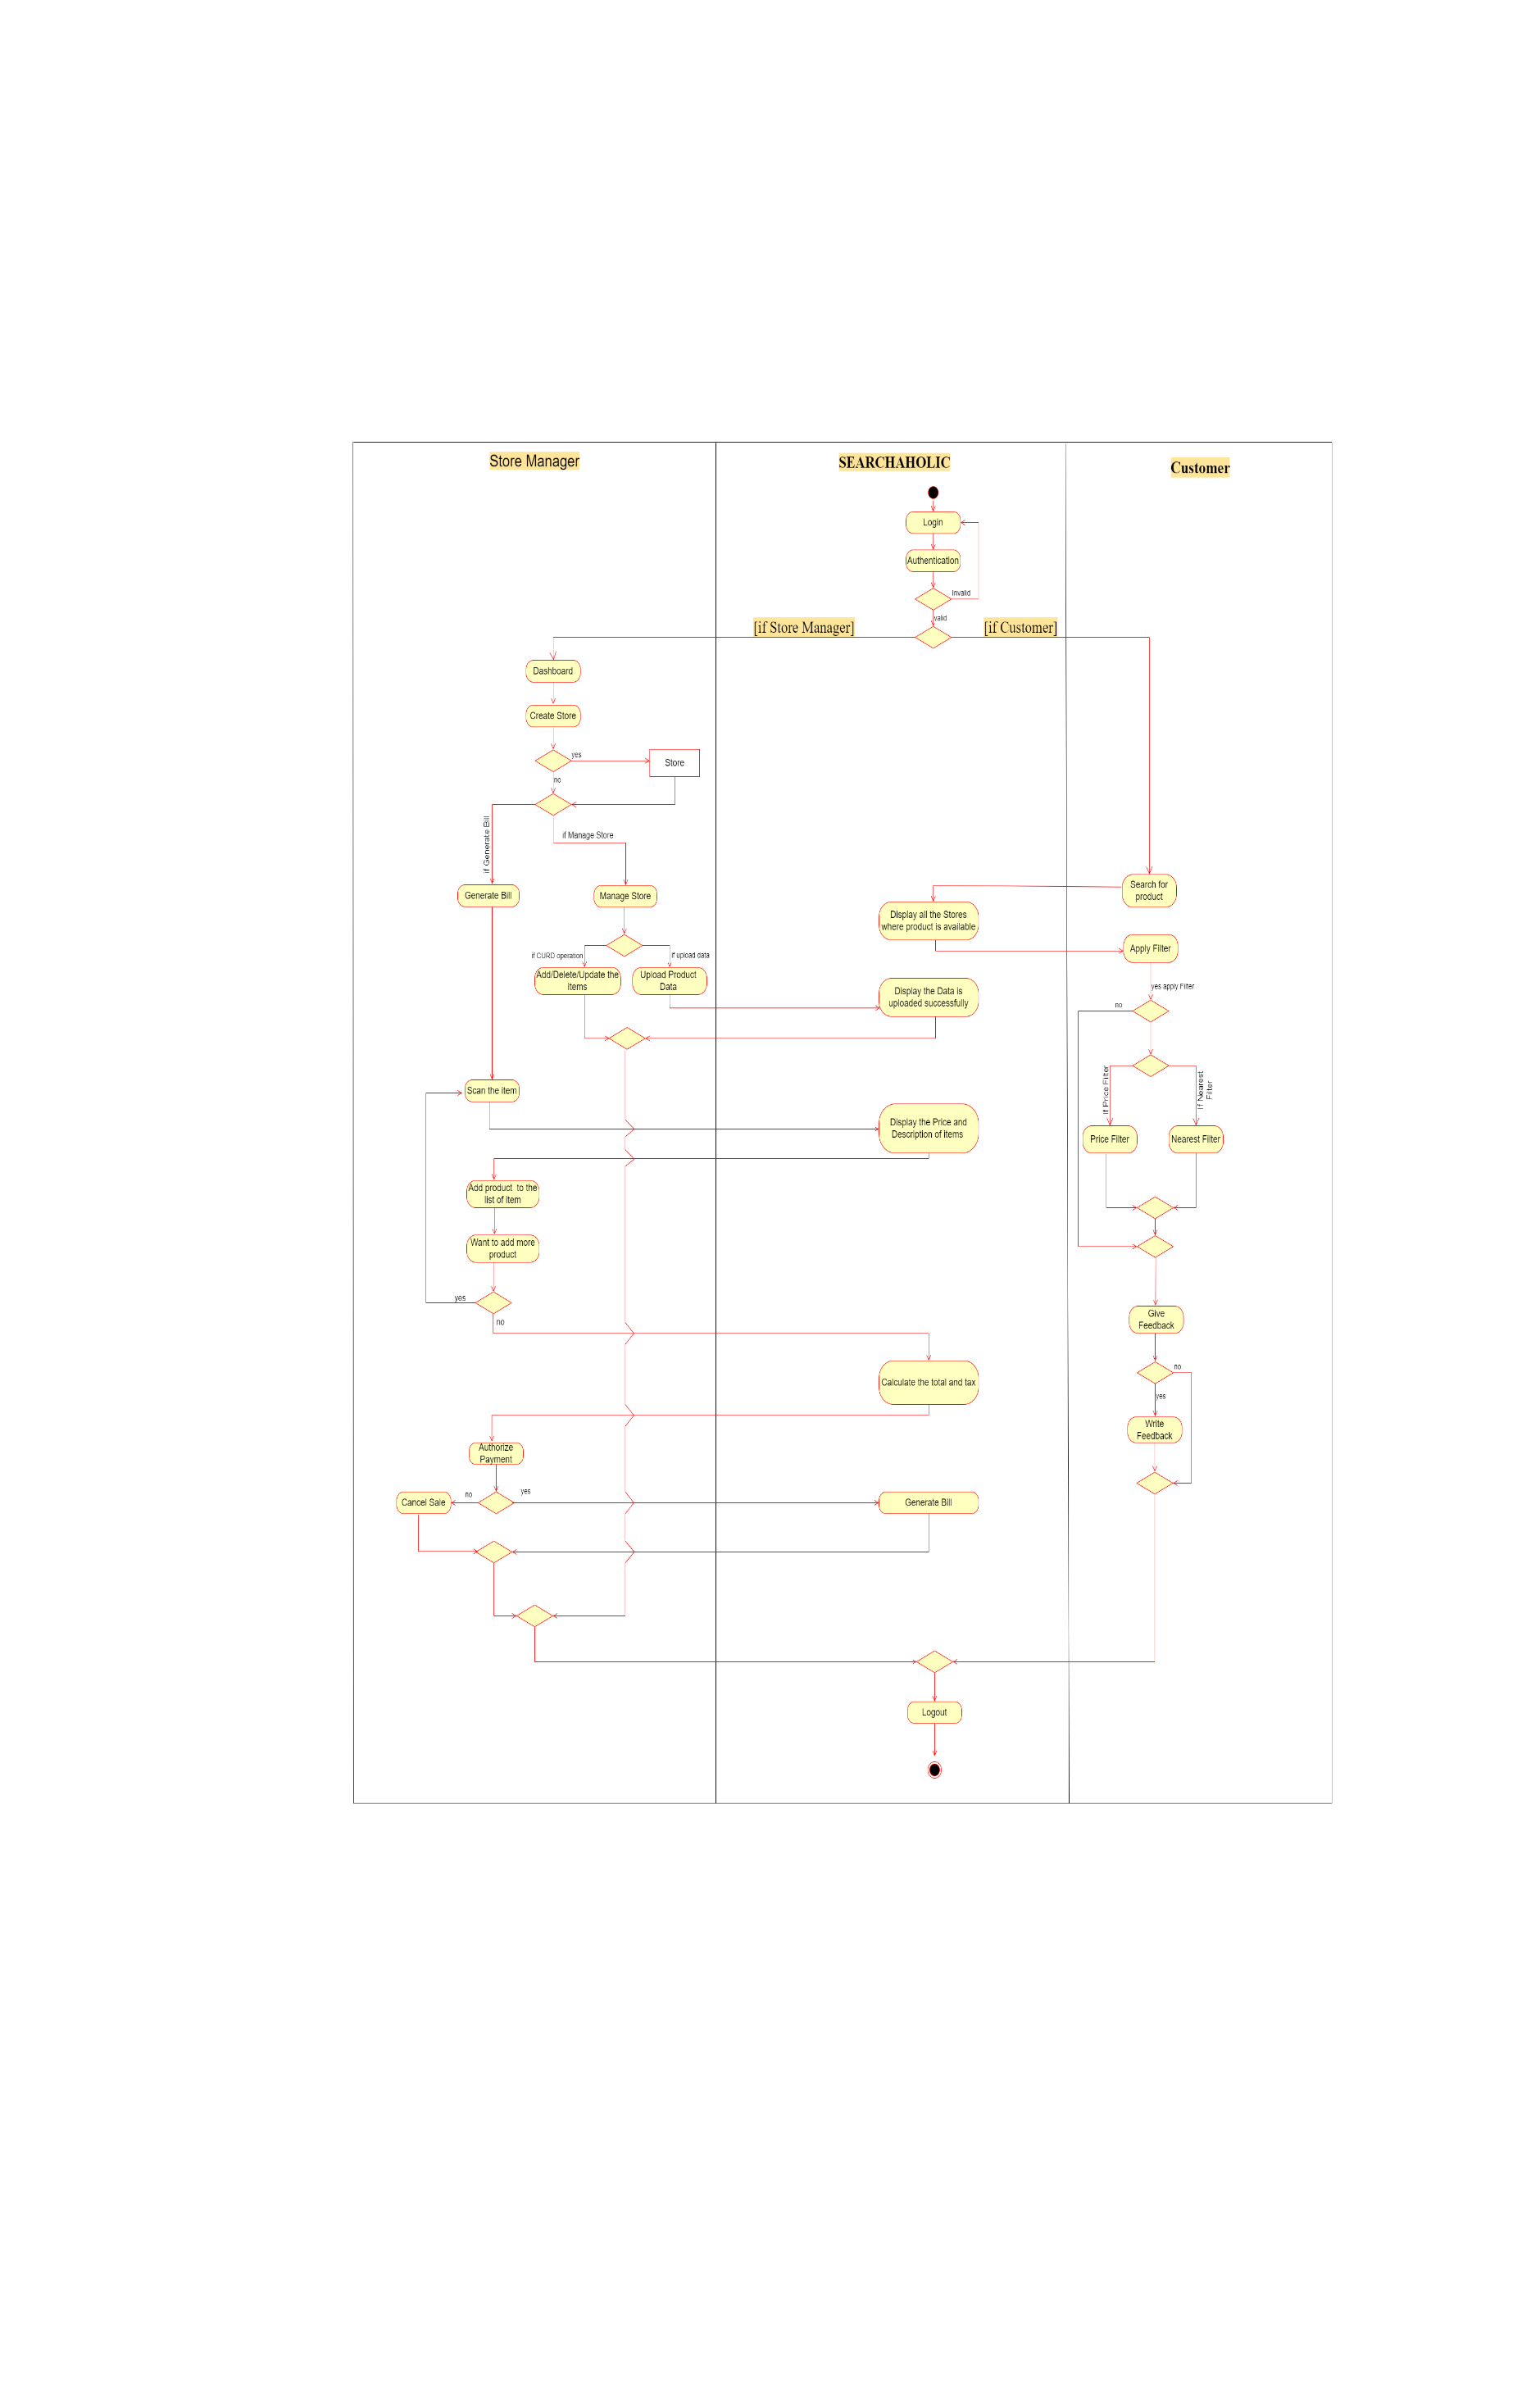 Store Manager
SEARCHAHOLIC
Customer
Login
Authentication
Invalid
valid
[if Store Manager]
[if Customer]
Dashboard
Create Store
yes
Store
no
if Manage Store
if Generate Bill
Generate Bill
Manage Store
Search for
product
Display all the Stores
where product is available
Apply Filter
if CURD operation
if upload data
Add/Delete/Update the
Items
Upload Product
Data
Display the Data is
uploaded successfully
yes apply Filter
no
If Price Filter
If Nearest
Filter
Scan the item
Display the Price and
Description of Items
Price Filter
Nearest Filter
Add product to the
list of item
Want to add more
product
yes
no
Give
Feedback
Calculate the total and tax
no
yes
Write
Feedback
Authorize
Payment
Cancel Sale
no
yes
Generate Bill
Logout